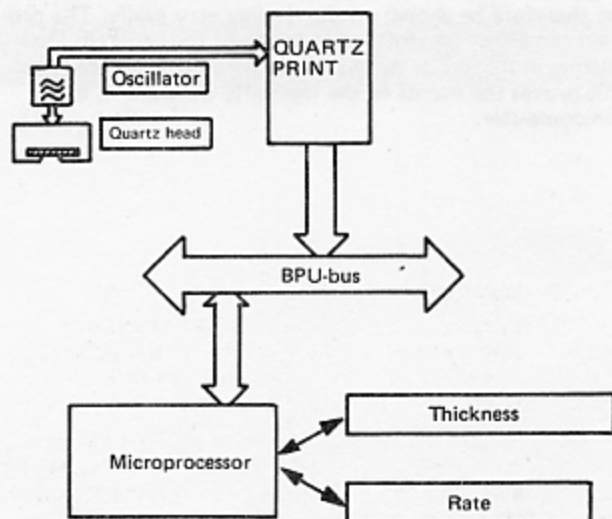 QUARTZ
PRINT
Oscillator
Quartz head
BPU-bus
Thickness
Microprocessor
Rate